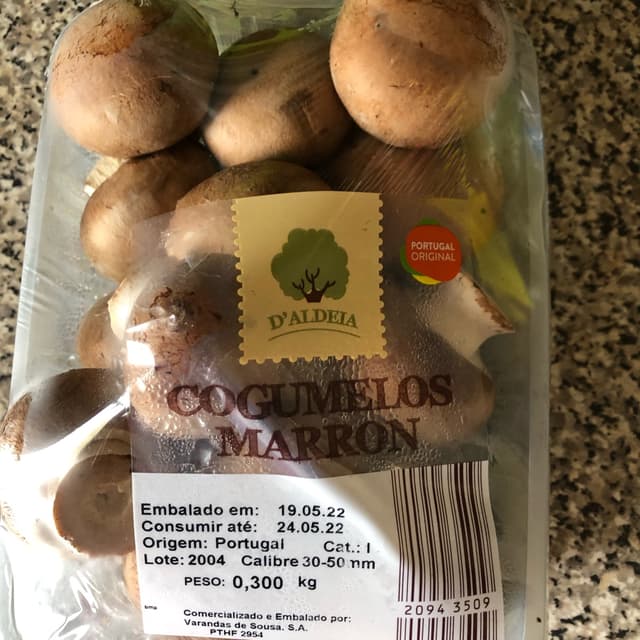 PORTUGAL
ORIGINAL
D'ALDEIA
COGUMELOS
MARRON
Embalado em: 19.05.22
Consumir até: 24.05.22
Origem: Portugal Cat.: I
Lote: 2004 Calibre 30-50 mm
PESO: 0,300 kg
2094 3509
Comercializado e Embalado por:
Varandas de Sousa. S.A.
PTHF 2954